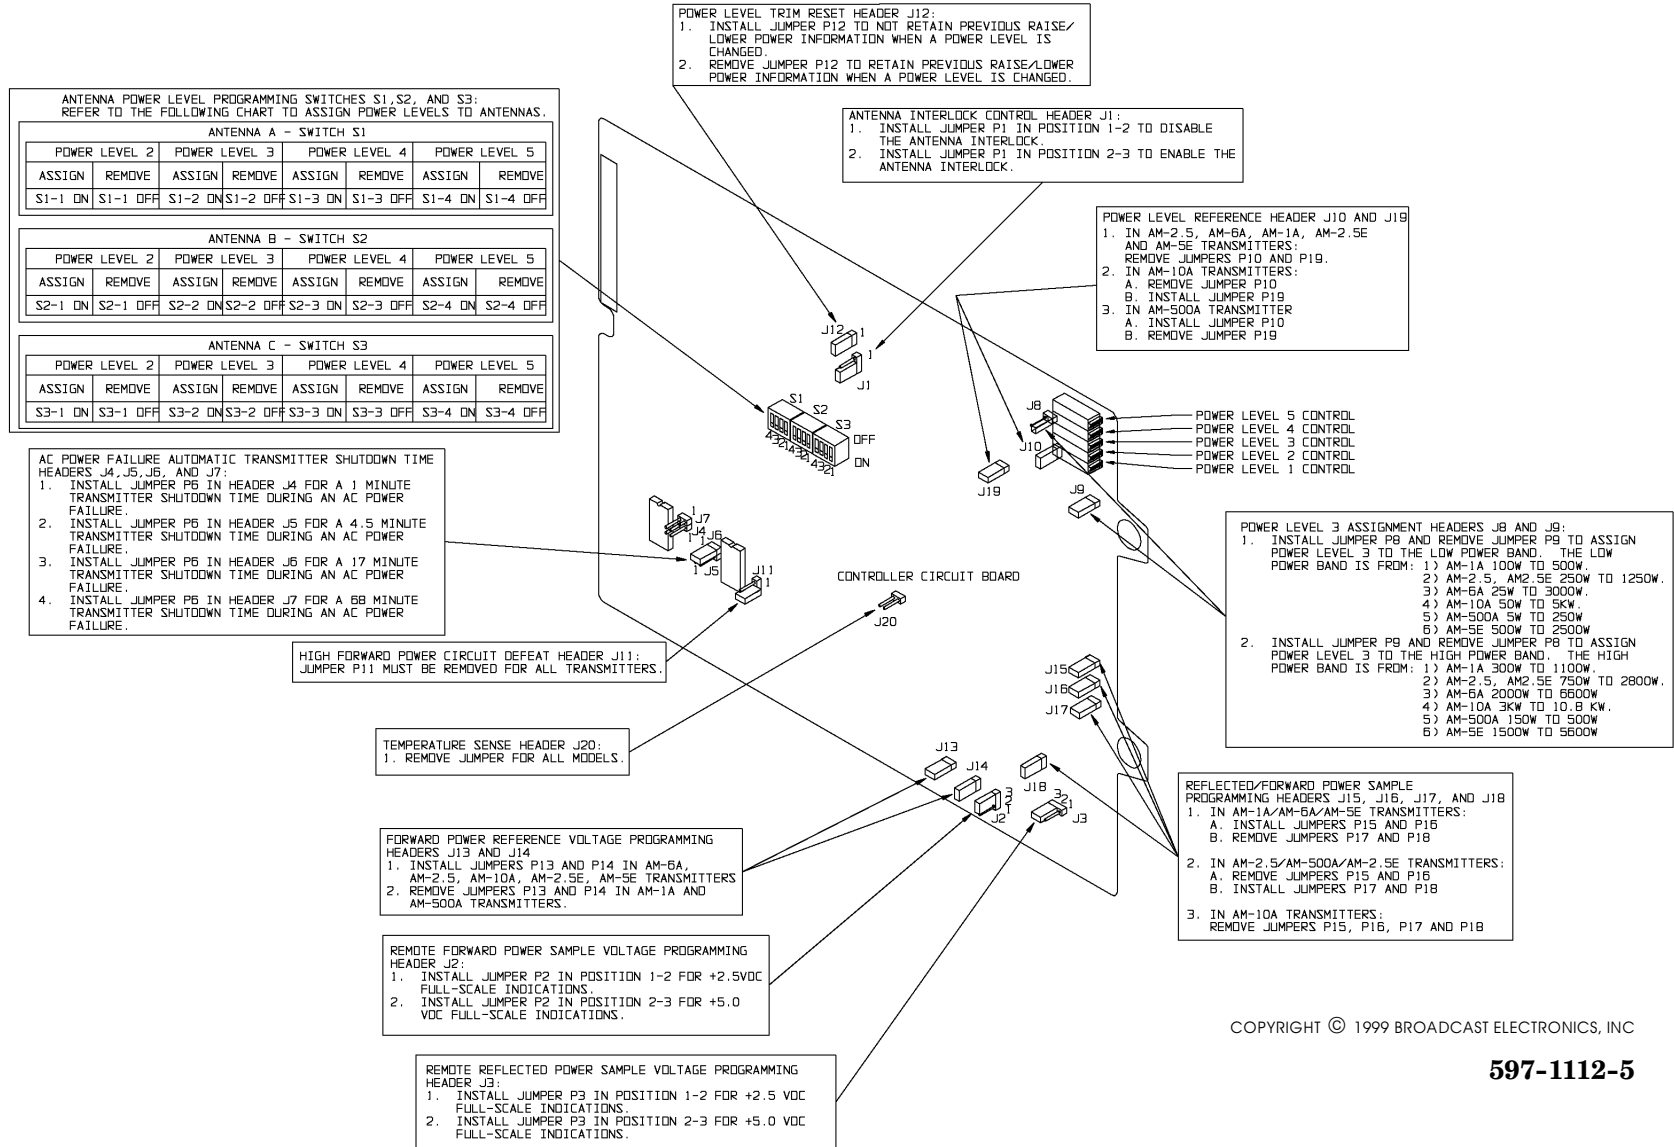 POWER LEVEL TRIM RESET HEADER J12:
1. INSTALL JUMPER P12 TO NOT RETAIN PREVIOUS RAISE/
LOWER POWER INFORMATION WHEN A POWER LEVEL IS
CHANGED.
2. REMOVE JUMPER P12 TO RETAIN PREVIOUS RAISE/LOWER
POWER INFORMATION WHEN A POWER LEVEL IS CHANGED.
ANTENNA POWER LEVEL PROGRAMMING SWITCHES S1,S2, AND S3:
REFER TO THE FOLLOWING CHART TO ASSIGN POWER LEVELS TO ANTENNAS.
ANTENNA A - SWITCH S1
POWER LEVEL 2 POWER LEVEL 3 POWER LEVEL 4 POWER LEVEL 5
ASSIGN REMOVE ASSIGN REMOVE ASSIGN REMOVE ASSIGN REMOVE
S1-1 ON S1-1 OFF S1-2 ON S1-2 OFF S1-3 ON S1-3 OFF S1-4 ON S1-4 OFF
ANTENNA B - SWITCH S2
POWER LEVEL 2 POWER LEVEL 3 POWER LEVEL 4 POWER LEVEL 5
ASSIGN REMOVE ASSIGN REMOVE ASSIGN REMOVE ASSIGN REMOVE
S2-1 ON S2-1 OFF S2-2 ON S2-2 OFF S2-3 ON S2-3 OFF S2-4 ON S2-4 OFF
ANTENNA C - SWITCH S3
POWER LEVEL 2 POWER LEVEL 3 POWER LEVEL 4 POWER LEVEL 5
ASSIGN REMOVE ASSIGN REMOVE ASSIGN REMOVE ASSIGN REMOVE
S3-1 ON S3-1 OFF S3-2 ON S3-2 OFF S3-3 ON S3-3 OFF S3-4 ON S3-4 OFF
ANTENNA INTERLOCK CONTROL HEADER J1:
1. INSTALL JUMPER P1 IN POSITION 1-2 TO DISABLE
THE ANTENNA INTERLOCK.
2. INSTALL JUMPER P1 IN POSITION 2-3 TO ENABLE THE
ANTENNA INTERLOCK.
POWER LEVEL REFERENCE HEADER J10 AND J19
1. IN AM-2.5, AM-6A, AM-1A, AM-2.5E
AND AM-5E TRANSMITTERS:
REMOVE JUMPERS P10 AND P19.
2. IN AM-10A TRANSMITTERS:
A. REMOVE JUMPER P10
B. INSTALL JUMPER P19
3. IN AM-500A TRANSMITTER
A. INSTALL JUMPER P10
B. REMOVE JUMPER P19
J12 1
1
J1
S1
S2
S3
OFF
ON
4321
4321
4321
J8
J10
J19
J9
POWER LEVEL 5 CONTROL
POWER LEVEL 4 CONTROL
POWER LEVEL 3 CONTROL
POWER LEVEL 2 CONTROL
POWER LEVEL 1 CONTROL
AC POWER FAILURE AUTOMATIC TRANSMITTER SHUTDOWN TIME
HEADERS J4,J5,J6, AND J7:
1. INSTALL JUMPER P6 IN HEADER J4 FOR A 1 MINUTE
TRANSMITTER SHUTDOWN TIME DURING AN AC POWER
FAILURE.
2. INSTALL JUMPER P6 IN HEADER J5 FOR A 4.5 MINUTE
TRANSMITTER SHUTDOWN TIME DURING AN AC POWER
FAILURE.
3. INSTALL JUMPER P6 IN HEADER J6 FOR A 17 MINUTE
TRANSMITTER SHUTDOWN TIME DURING AN AC POWER
FAILURE.
4. INSTALL JUMPER P6 IN HEADER J7 FOR A 68 MINUTE
TRANSMITTER SHUTDOWN TIME DURING AN AC POWER
FAILURE.
1
J7
J4
1 1 J6
1 J5
J11
1
CONTROLLER CIRCUIT BOARD
J20
POWER LEVEL 3 ASSIGNMENT HEADERS J8 AND J9:
1. INSTALL JUMPER P8 AND REMOVE JUMPER P9 TO ASSIGN
POWER LEVEL 3 TO THE LOW POWER BAND. THE LOW
POWER BAND IS FROM: 1) AM-1A 100W TO 500W.
2) AM-2.5, AM2.5E 250W TO 1250W.
3) AM-6A 25W TO 3000W.
4) AM-10A 50W TO 5KW.
5) AM-500A 5W TO 250W
6) AM-5E 500W TO 2500W
2. INSTALL JUMPER P9 AND REMOVE JUMPER P8 TO ASSIGN
POWER LEVEL 3 TO THE HIGH POWER BAND. THE HIGH
POWER BAND IS FROM: 1) AM-1A 300W TO 1100W.
2) AM-2.5, AM2.5E 750W TO 2800W.
3) AM-6A 2000W TO 6600W
4) AM-10A 3KW TO 10.8 KW.
5) AM-500A 150W TO 500W
6) AM-5E 1500W TO 5600W
HIGH FORWARD POWER CIRCUIT DEFEAT HEADER J11:
JUMPER P11 MUST BE REMOVED FOR ALL TRANSMITTERS.
J15
J16
J17
TEMPERATURE SENSE HEADER J20:
1. REMOVE JUMPER FOR ALL MODELS.
J13
J14
J18
3
2
1
J2
3
2
1
J3
REFLECTED/FORWARD POWER SAMPLE
PROGRAMMING HEADERS J15, J16, J17, AND J18
1. IN AM-1A/AM-6A/AM-5E TRANSMITTERS:
A. INSTALL JUMPERS P15 AND P16
B. REMOVE JUMPERS P17 AND P18
2. IN AM-2.5/AM-500A/AM-2.5E TRANSMITTERS:
A. REMOVE JUMPERS P15 AND P16
B. INSTALL JUMPERS P17 AND P18
3. IN AM-10A TRANSMITTERS:
REMOVE JUMPERS P15, P16, P17 AND P18
FORWARD POWER REFERENCE VOLTAGE PROGRAMMING
HEADERS J13 AND J14
1. INSTALL JUMPERS P13 AND P14 IN AM-6A,
AM-2.5, AM-10A, AM-2.5E, AM-5E TRANSMITTERS
2. REMOVE JUMPERS P13 AND P14 IN AM-1A AND
AM-500A TRANSMITTERS.
REMOTE FORWARD POWER SAMPLE VOLTAGE PROGRAMMING
HEADER J2:
1. INSTALL JUMPER P2 IN POSITION 1-2 FOR +2.5VDC
FULL-SCALE INDICATIONS.
2. INSTALL JUMPER P2 IN POSITION 2-3 FOR +5.0
VDC FULL-SCALE INDICATIONS.
REMOTE REFLECTED POWER SAMPLE VOLTAGE PROGRAMMING
HEADER J3:
1. INSTALL JUMPER P3 IN POSITION 1-2 FOR +2.5 VDC
FULL-SCALE INDICATIONS.
2. INSTALL JUMPER P3 IN POSITION 2-3 FOR +5.0 VDC
FULL-SCALE INDICATIONS.
COPYRIGHT © 1999 BROADCAST ELECTRONICS, INC
597-1112-5